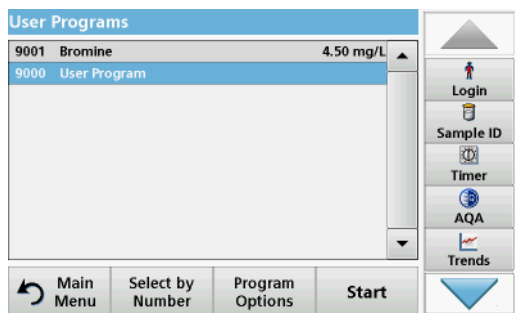 User Programs
9001 Bromine 4.50 mg/L
9000 User Program
Login
Sample ID
Timer
AQA
Trends
Main Menu
Select by Number
Program Options
Start